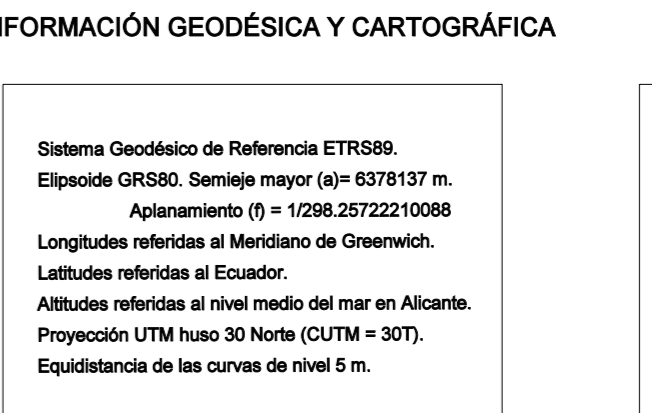 NFORMACIÓN GEODÉSICA Y CARTOGRÁFICA
Sistema Geodésico de Referencia ETRS89.
Elipsoide GRS80. Semieje mayor (a)= 6378137 m.
Aplanamiento (f) = 1/298.25722210088
Longitudes referidas al Meridiano de Greenwich.
Latitudes referidas al Ecuador.
Altitudes referidas al nivel medio del mar en Alicante.
Proyección UTM huso 30 Norte (CUTM = 30T).
Equidistancia de las curvas de nivel 5 m.